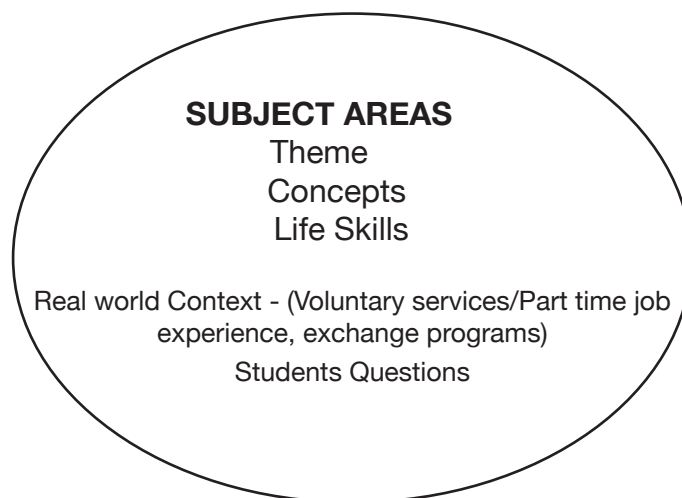 SUBJECT AREAS
Theme
Concepts
Life Skills
Real world Context - (Voluntary services/Part time job
experience, exchange programs)
Students Questions